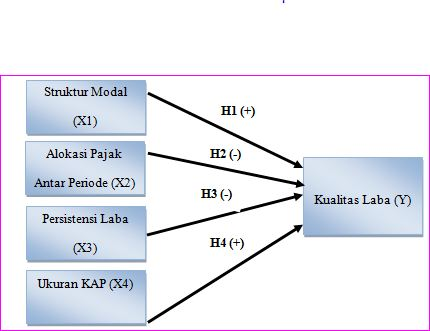 Struktur Modal
(X1)
H1 (+)
Alokasi Pajak
Antar Periode (X2)
H2 (-)
H3 (-)
Kualitas Laba (Y)
Persistensi Laba
(X3)
H4 (+)
Ukuran KAP (X4)